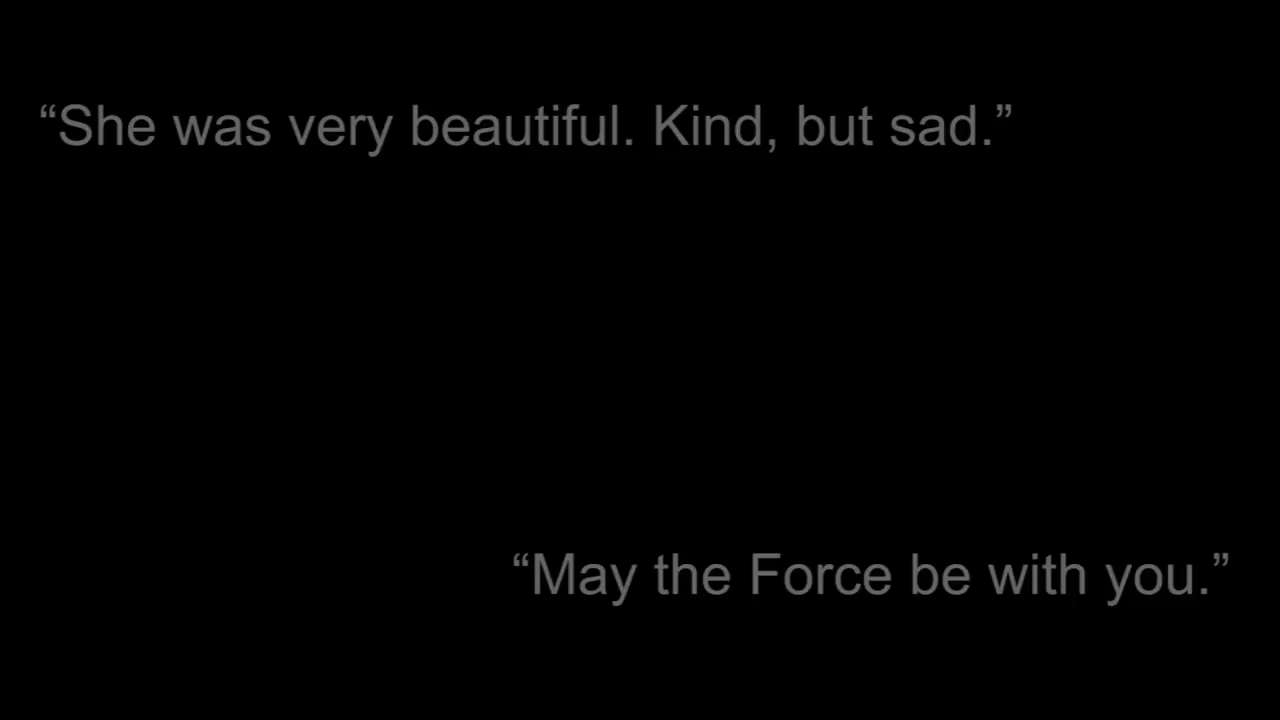 “She was very beautiful. Kind, but sad.”
“May the Force be with you.”